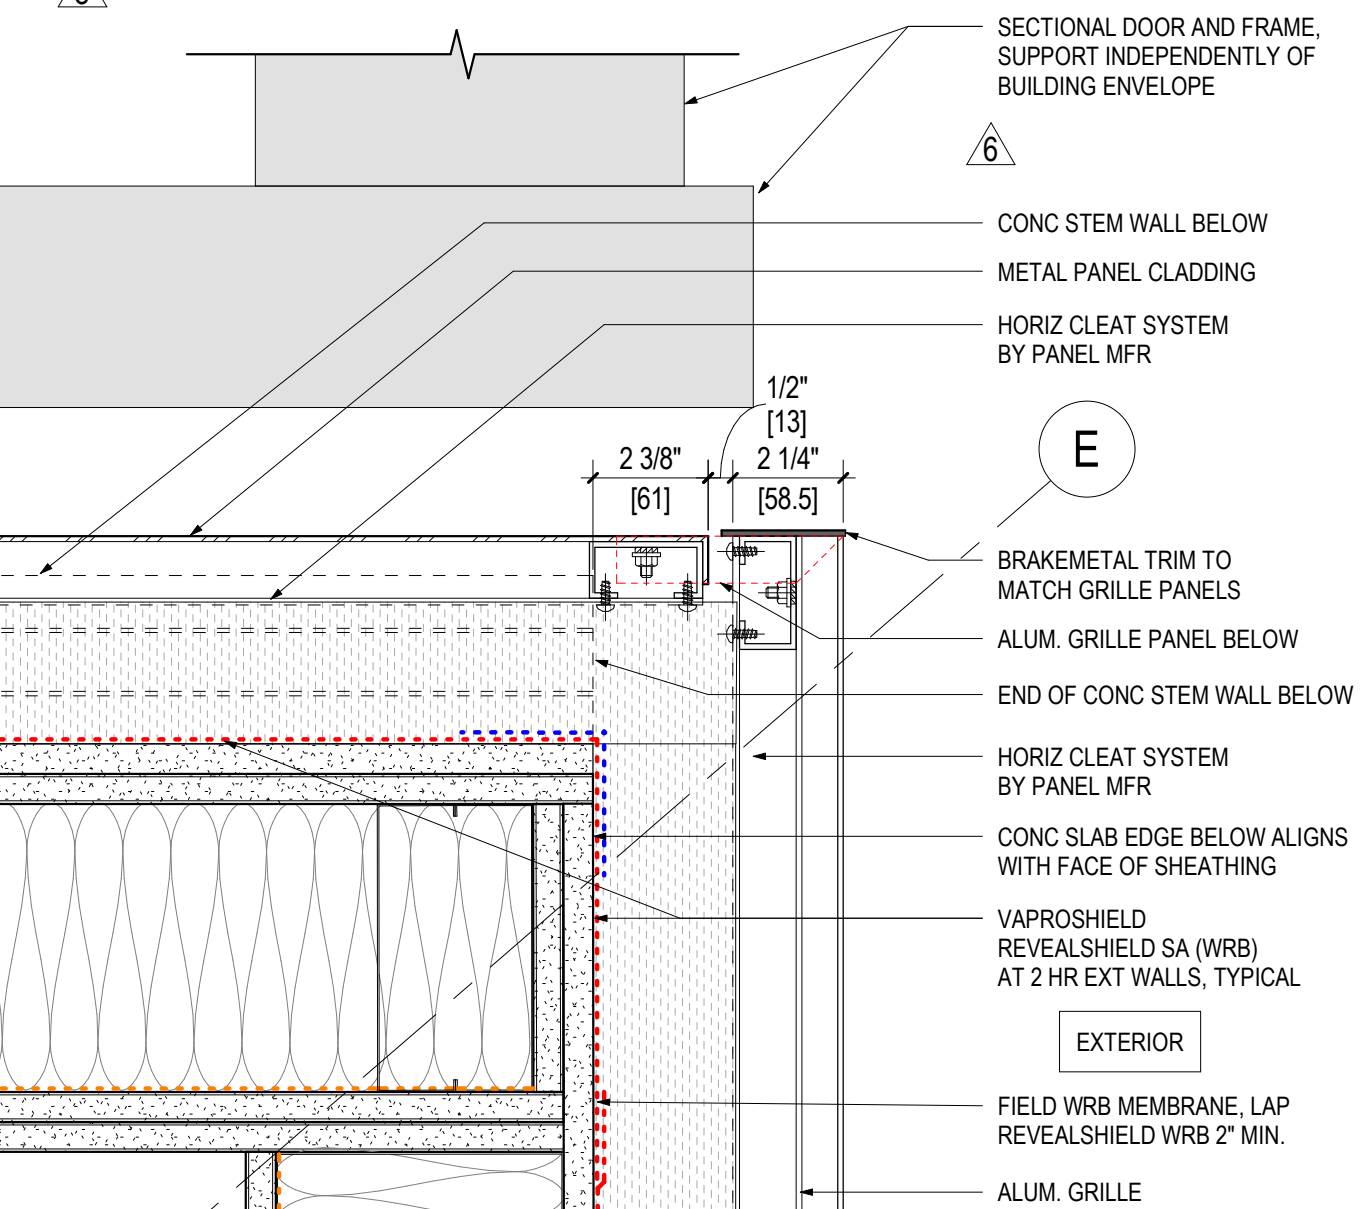 SECTIONAL DOOR AND FRAME,
SUPPORT INDEPENDENTLY OF
BUILDING ENVELOPE
6
CONC STEM WALL BELOW
METAL PANEL CLADDING
HORIZ CLEAT SYSTEM
BY PANEL MFR
1/2"
[13]
2 3/8"
[61]
2 1/4"
[58.5]
E
BRAKEMETAL TRIM TO
MATCH GRILLE PANELS
ALUM. GRILLE PANEL BELOW
END OF CONC STEM WALL BELOW
HORIZ CLEAT SYSTEM
BY PANEL MFR
CONC SLAB EDGE BELOW ALIGNS
WITH FACE OF SHEATHING
VAPROSHIELD
REVEALSHIELD SA (WRB)
AT 2 HR EXT WALLS, TYPICAL
EXTERIOR
FIELD WRB MEMBRANE, LAP
REVEALSHIELD WRB 2" MIN.
ALUM. GRILLE